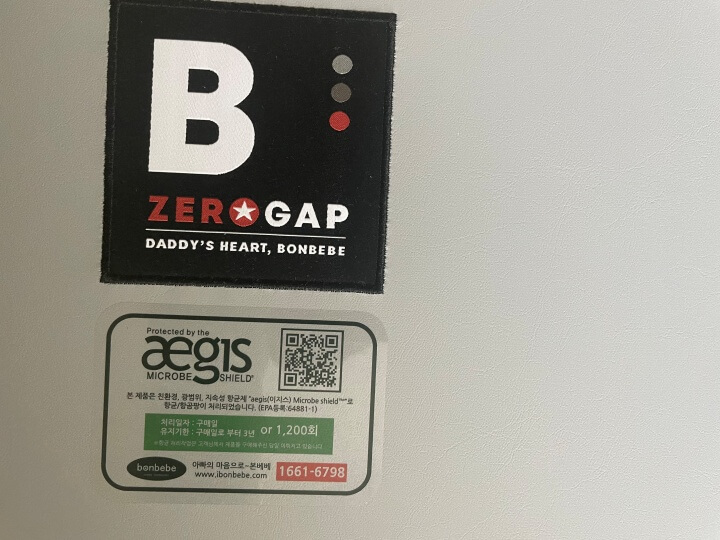 B
ZERO★GAP
DADDY'S HEART, BONBEBE
Protected by the
ægis
MICROBE SHIELD®
본 제품은 친환경, 광범위, 지속성 항균제 "aegis(이지스) Microbe shield™"로
항균/항곰팡이 처리되었습니다. (EPA등록:64881-1)
처리일자 : 구매일
유지기한 : 구매일로 부터 3년 or 1,200회
bonbebe
아빠의 마음으로~본베베
www.ibonbebe.com
1661-6798